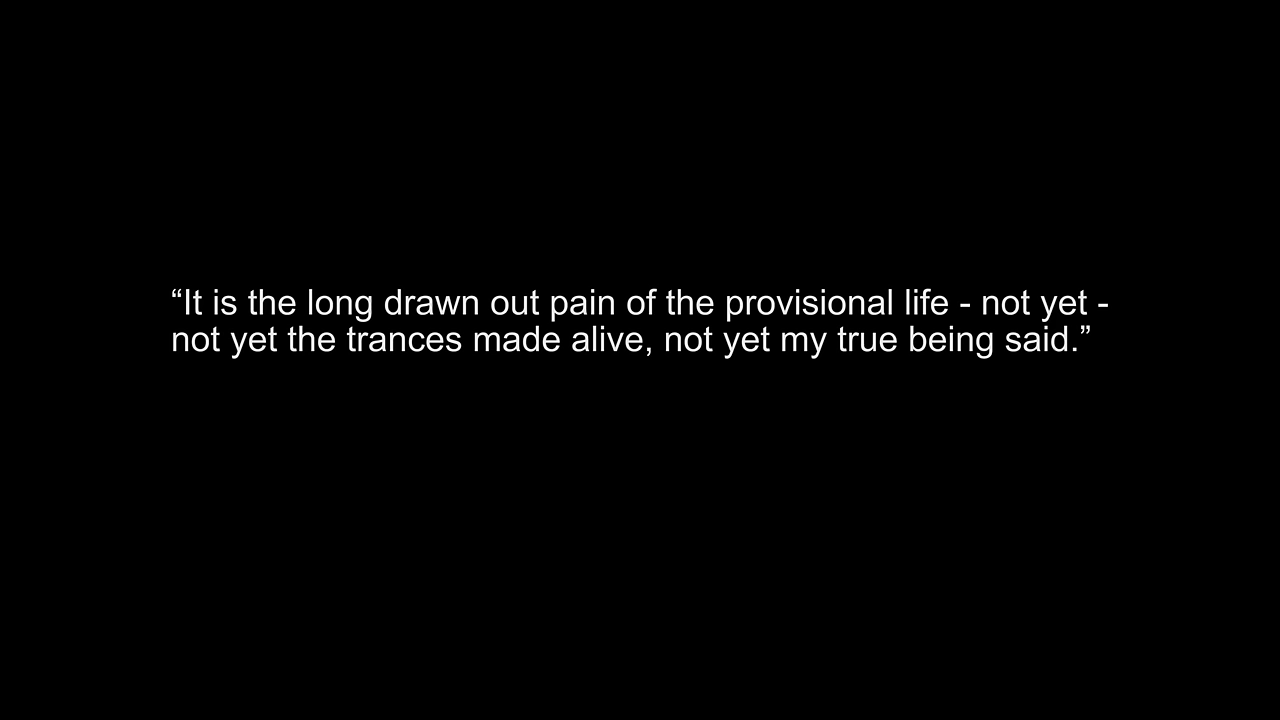 “It is the long drawn out pain of the provisional life - not yet -
not yet the trances made alive, not yet my true being said.”